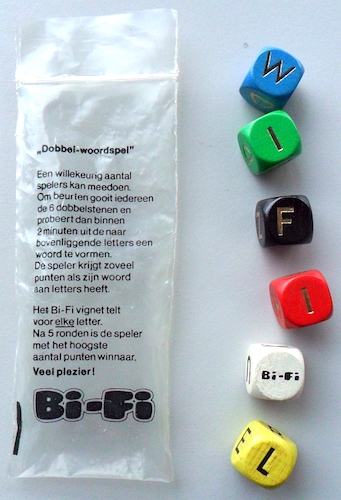 „Dobbel-woordspel"
Een willekeurig aantal
spelers kan meedoen.
Om beurten gooit iedereen
de 6 dobbelstenen en
probeert dan binnen
2 minuten uit de naar
bovenliggende letters een
woord te vormen.
De speler krijgt zoveel
punten als zijn woord
aan letters heeft.
Het Bi-Fi vignet telt
voor elke letter.
Na 5 ronden is de speler
met het hoogste
aantal punten winnaar.
Veel plezier!
Bi-Fi
W
I
F
I
Bi-Fi
L
E